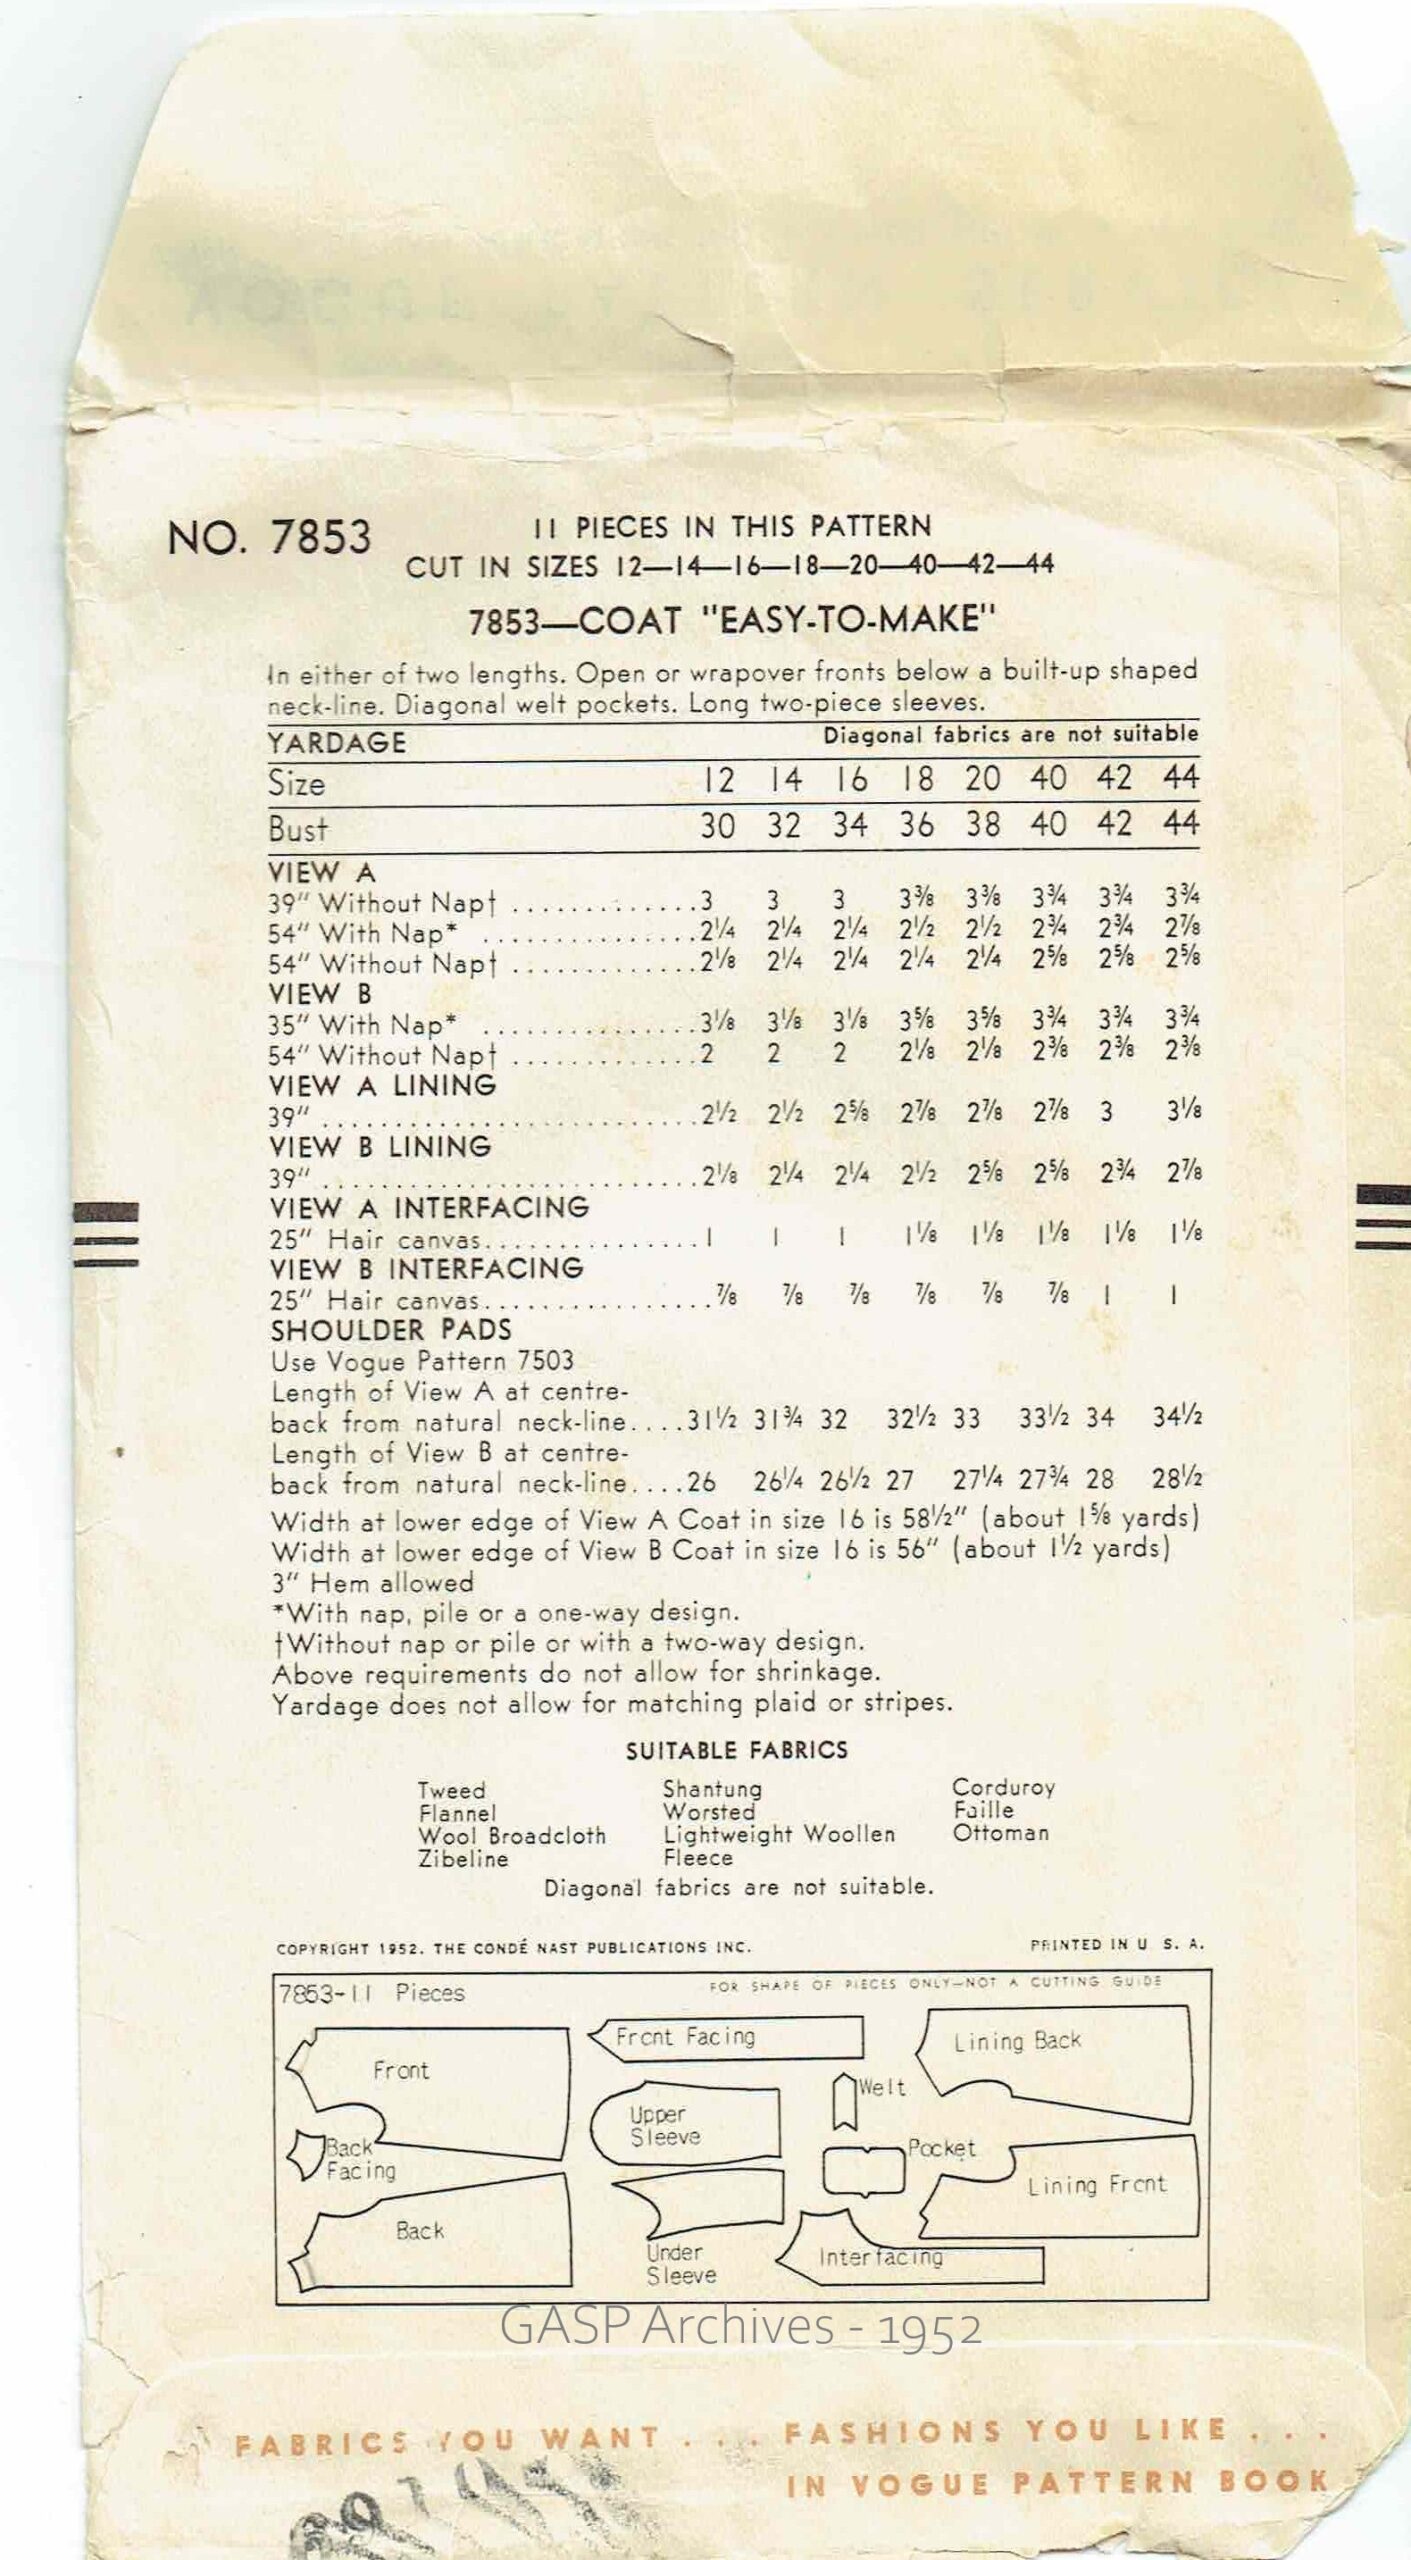 NO. 7853
11 PIECES IN THIS PATTERN
CUT IN SIZES 12—14—16—18—20—40—42—44
7853—COAT "EASY-TO-MAKE"
In either of two lengths. Open or wrapover fronts below a built-up shaped
neck-line. Diagonal welt pockets. Long two-piece sleeves.
YARDAGE Diagonal fabrics are not suitable
Size 12 14 16 18 20 40 42 44
Bust 30 32 34 36 38 40 42 44
VIEW A
39" Without Nap† .............3 3 3 3⅜ 3⅜ 3¾ 3¾ 3¾
54" With Nap* ...............2¼ 2¼ 2¼ 2½ 2½ 2¾ 2¾ 2⅞
54" Without Nap† .............2⅛ 2¼ 2¼ 2¼ 2¼ 2⅝ 2⅝ 2⅝
VIEW B
35" With Nap* ...............3⅛ 3⅛ 3⅛ 3⅝ 3⅝ 3¾ 3¾ 3¾
54" Without Nap† .............2 2 2 2⅛ 2⅛ 2⅜ 2⅜ 2⅜
VIEW A LINING
39" ..........................2½ 2½ 2⅝ 2⅞ 2⅞ 2⅞ 3 3⅛
VIEW B LINING
39" ..........................2⅛ 2¼ 2¼ 2½ 2⅝ 2⅝ 2¾ 2⅞
VIEW A INTERFACING
25" Hair canvas...............1 1 1 1⅛ 1⅛ 1⅛ 1⅛ 1⅛
VIEW B INTERFACING
25" Hair canvas................⅞ ⅞ ⅞ ⅞ ⅞ ⅞ 1 1
SHOULDER PADS
Use Vogue Pattern 7503
Length of View A at centre-
back from natural neck-line....31½ 31¾ 32 32½ 33 33½ 34 34½
Length of View B at centre-
back from natural neck-line....26 26¼ 26½ 27 27¼ 27¾ 28 28½
Width at lower edge of View A Coat in size 16 is 58½" (about 1⅝ yards)
Width at lower edge of View B Coat in size 16 is 56" (about 1½ yards)
3" Hem allowed
*With nap, pile or a one-way design.
†Without nap or pile or with a two-way design.
Above requirements do not allow for shrinkage.
Yardage does not allow for matching plaid or stripes.
SUITABLE FABRICS
Tweed Shantung Corduroy
Flannel Worsted Faille
Wool Broadcloth Lightweight Woollen Ottoman
Zibeline Fleece
Diagonal fabrics are not suitable.
COPYRIGHT 1952. THE CONDÉ NAST PUBLICATIONS INC. PRINTED IN U S. A.
7853-11 Pieces FOR SHAPE OF PIECES ONLY—NOT A CUTTING GUIDE
Front
Front Facing
Lining Back
Welt
Upper
Sleeve
Back
Facing
Pocket
Lining Front
Back
Under
Sleeve
Interfacing
GASP Archives - 1952
FABRICS YOU WANT . . . FASHIONS YOU LIKE . . .
IN VOGUE PATTERN BOOK